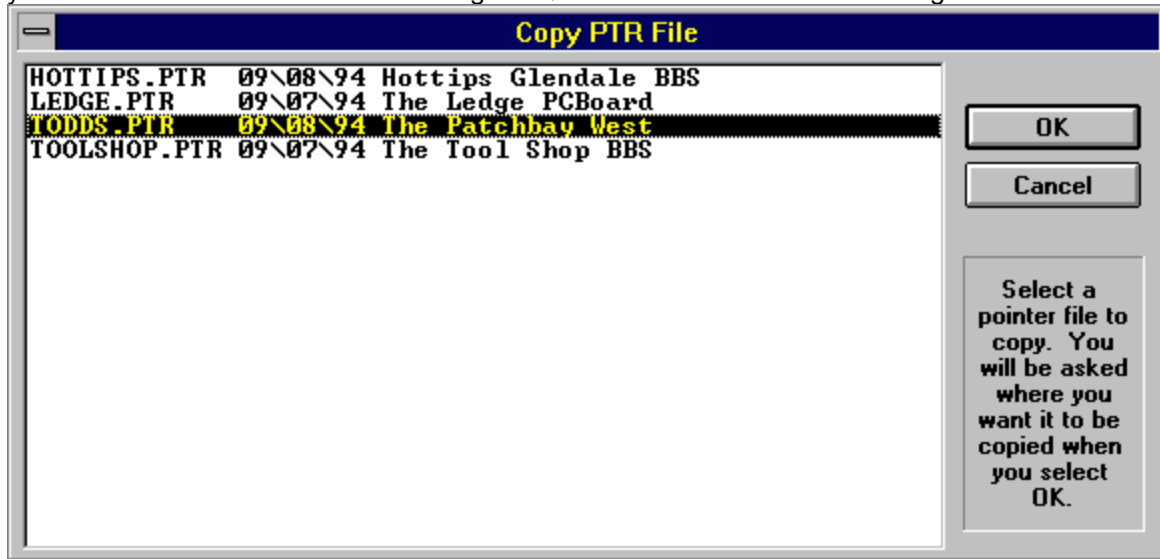 Copy PTR File
HOTTIPS.PTR 09\08\94 Hottips Glendale BBS
LEDGE.PTR 09\07\94 The Ledge PCBoard
TODDS.PTR 09\08\94 The Patchbay West
TOOLSHOP.PTR 09\07\94 The Tool Shop BBS
OK
Cancel
Select a
pointer file to
copy. You
will be asked
where you
want it to be
copied when
you select
OK.